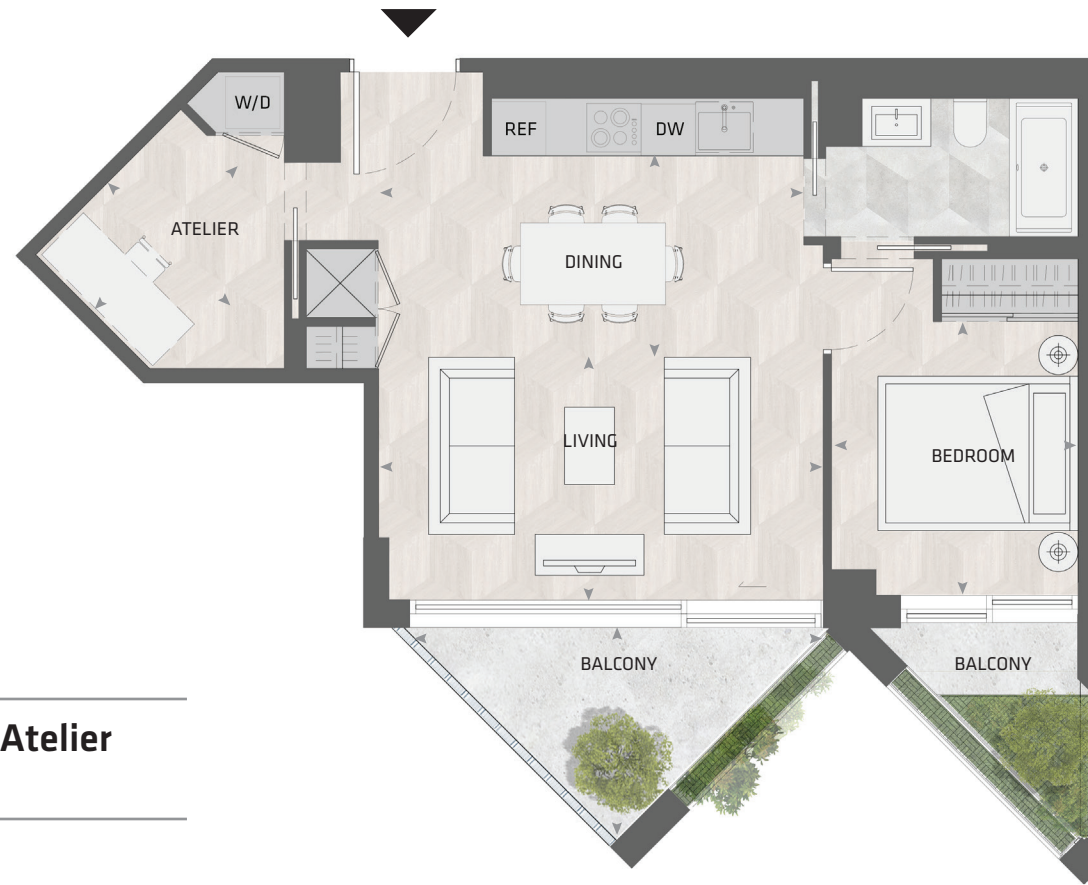 W/D
REF
DW
ATELIER
DINING
LIVING
BEDROOM
BALCONY
BALCONY
Atelier